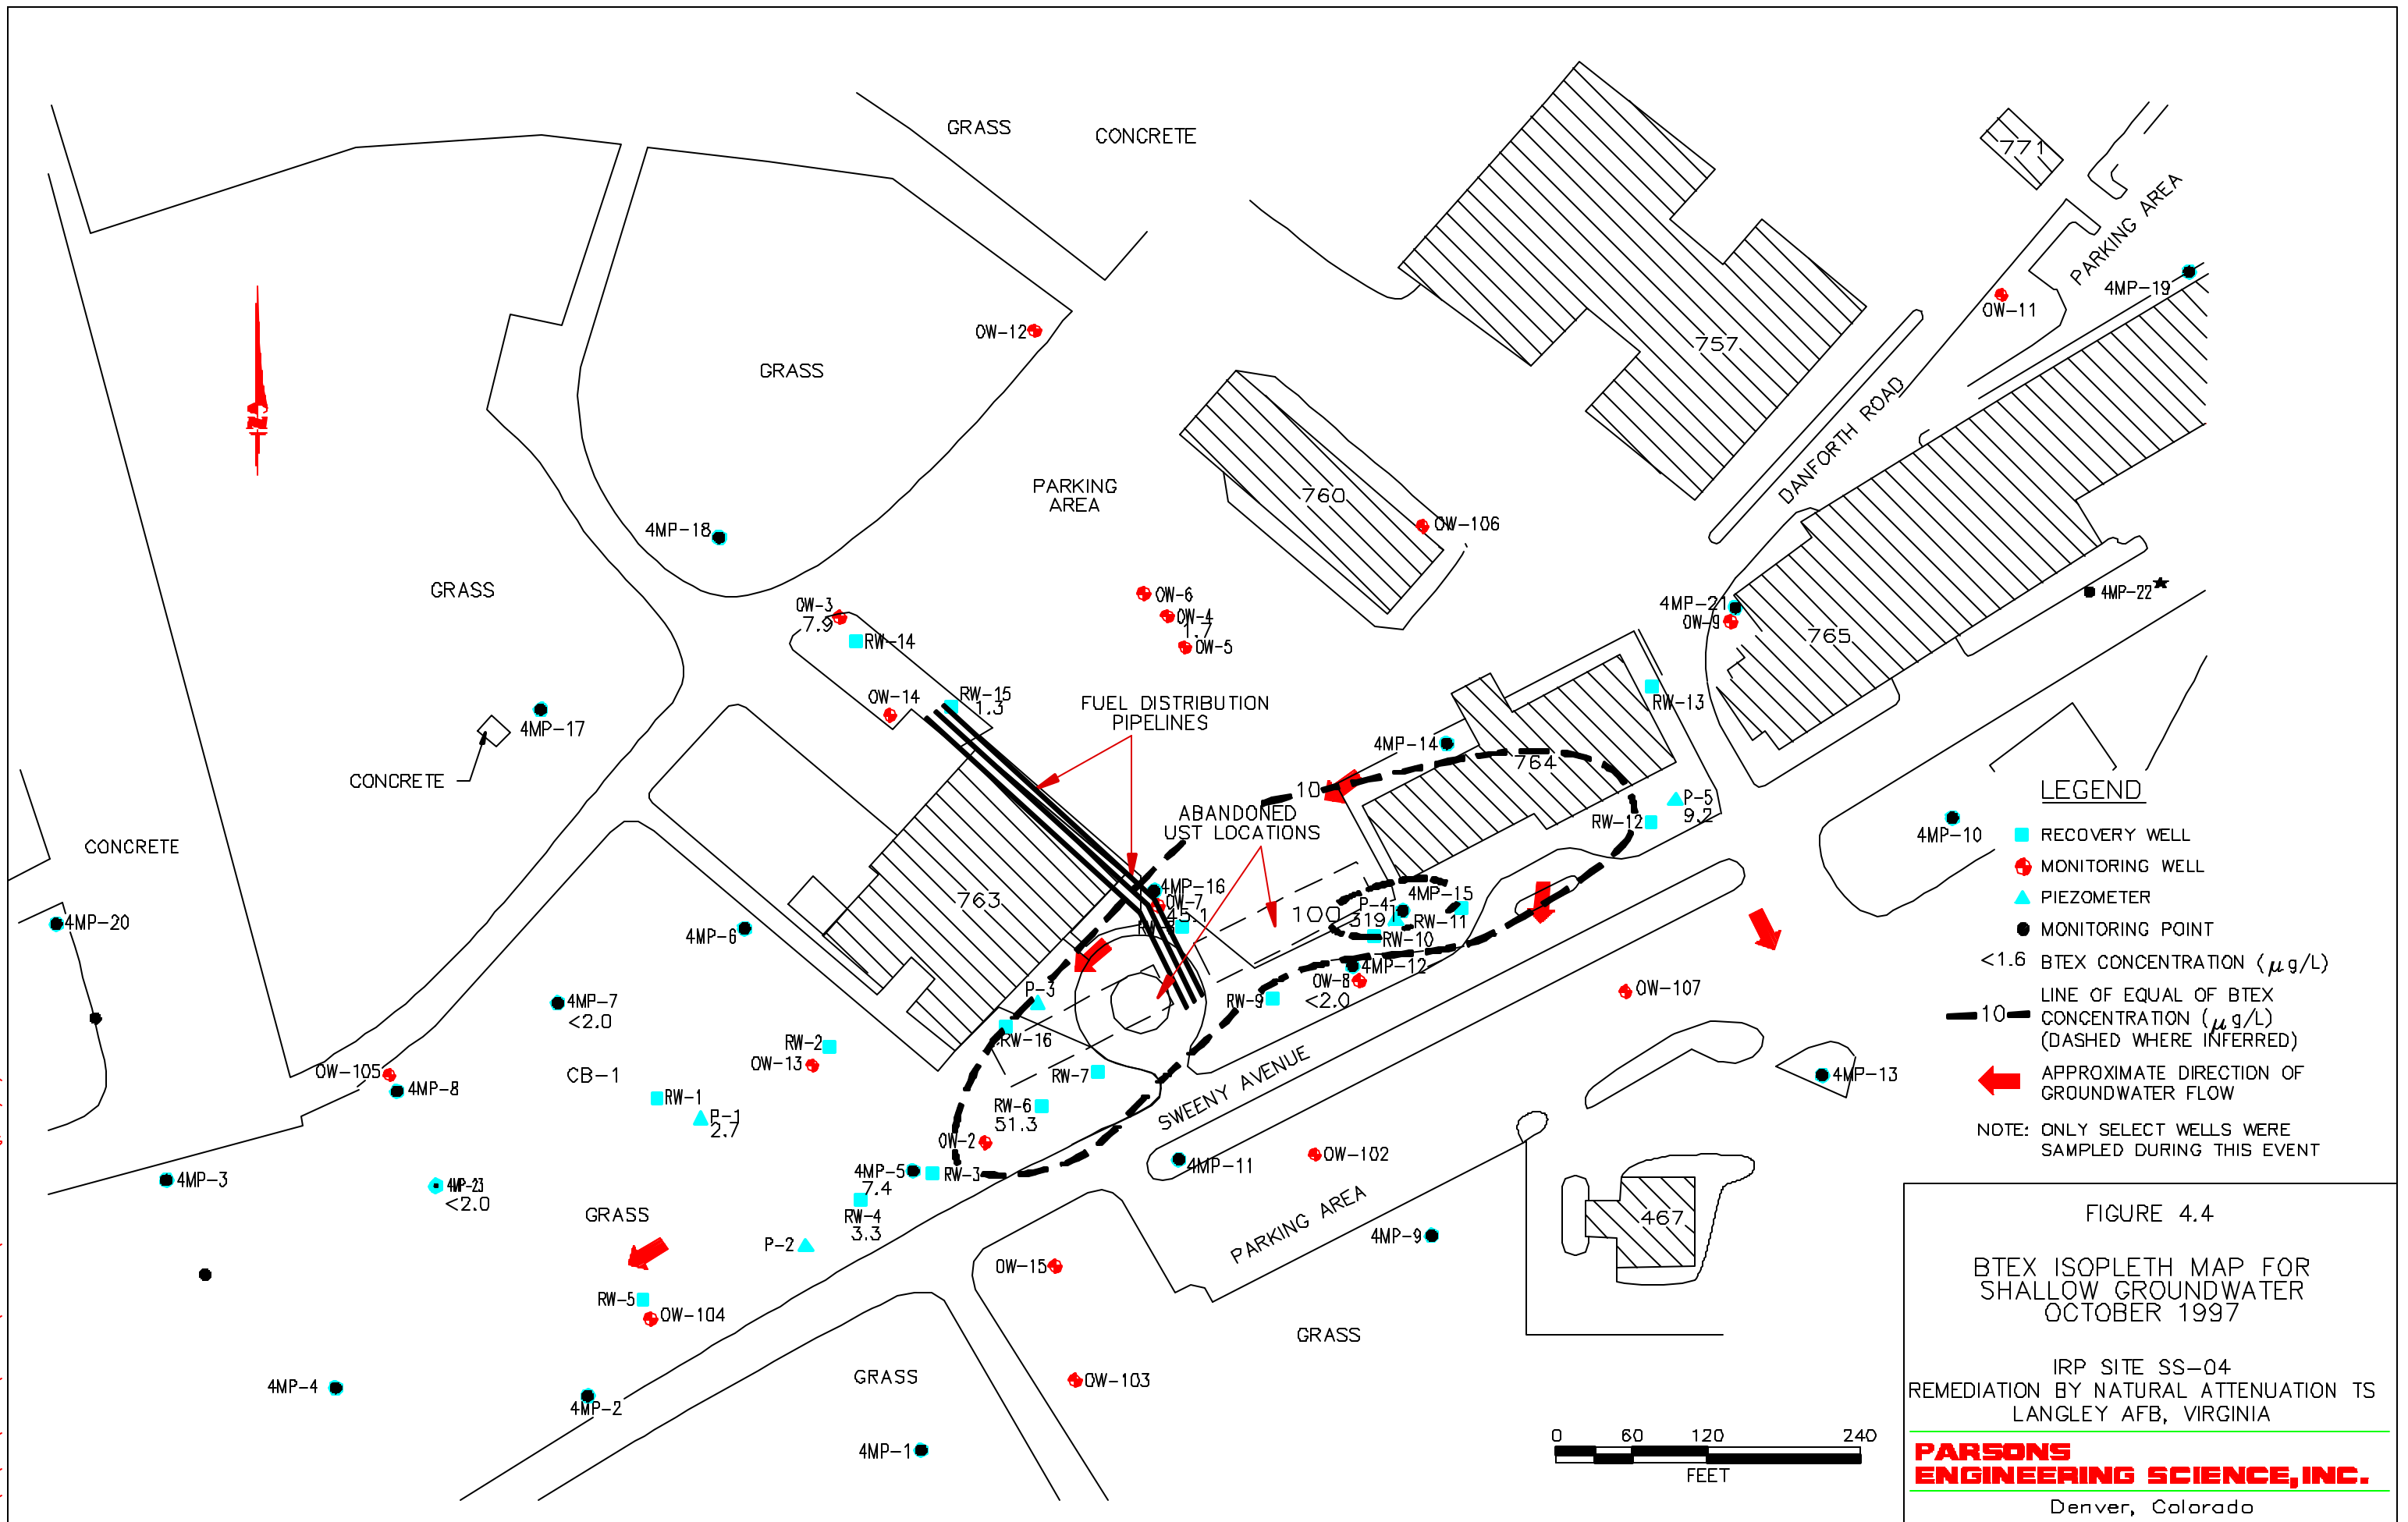 GRASS
CONCRETE
771
PARKING AREA
4MP-19
OW-11
OW-12
757
GRASS
DANFORTH ROAD
N
PARKING
AREA
760
OW-106
4MP-18
GRASS
OW-6
OW-4
1.7
OW-5
4MP-22
4MP-21
OW-9
765
OW-3
7.9
RW-14
OW-14
RW-15
1.3
FUEL DISTRIBUTION
PIPELINES
RW-13
4MP-17
4MP-14
764
CONCRETE
10
ABANDONED
UST LOCATIONS
P-5
9.2
RW-12
4MP-10
CONCRETE
763
4MP-16
OW-7
45.1
100
4MP-15
P-4
319
RW-11
RW-10
4MP-20
4MP-6
4MP-12
OW-8
<2.0
RW-9
OW-107
P-3
4MP-7
<2.0
RW-16
RW-2
OW-13
SWEENY AVENUE
OW-105
4MP-8
CB-1
RW-7
4MP-13
RW-1
P-1
2.7
RW-6
51.3
OW-2
OW-102
4MP-11
4MP-3
4MP-23
<2.0
4MP-5
7.4
RW-3
RW-4
3.3
GRASS
P-2
PARKING AREA
4MP-9
467
OW-15
RW-5
OW-104
GRASS
4MP-4
4MP-2
GRASS
OW-103
4MP-1
0 60 120 240
FEET
LEGEND
RECOVERY WELL
MONITORING WELL
PIEZOMETER
MONITORING POINT
<1.6 BTEX CONCENTRATION (μg/L)
10 LINE OF EQUAL OF BTEX
CONCENTRATION (μg/L)
(DASHED WHERE INFERRED)
APPROXIMATE DIRECTION OF
GROUNDWATER FLOW
NOTE: ONLY SELECT WELLS WERE
SAMPLED DURING THIS EVENT
FIGURE 4.4
BTEX ISOPLETH MAP FOR
SHALLOW GROUNDWATER
OCTOBER 1997
IRP SITE SS-04
REMEDIATION BY NATURAL ATTENUATION TS
LANGLEY AFB, VIRGINIA
PARSONS
ENGINEERING SCIENCE, INC.
Denver, Colorado